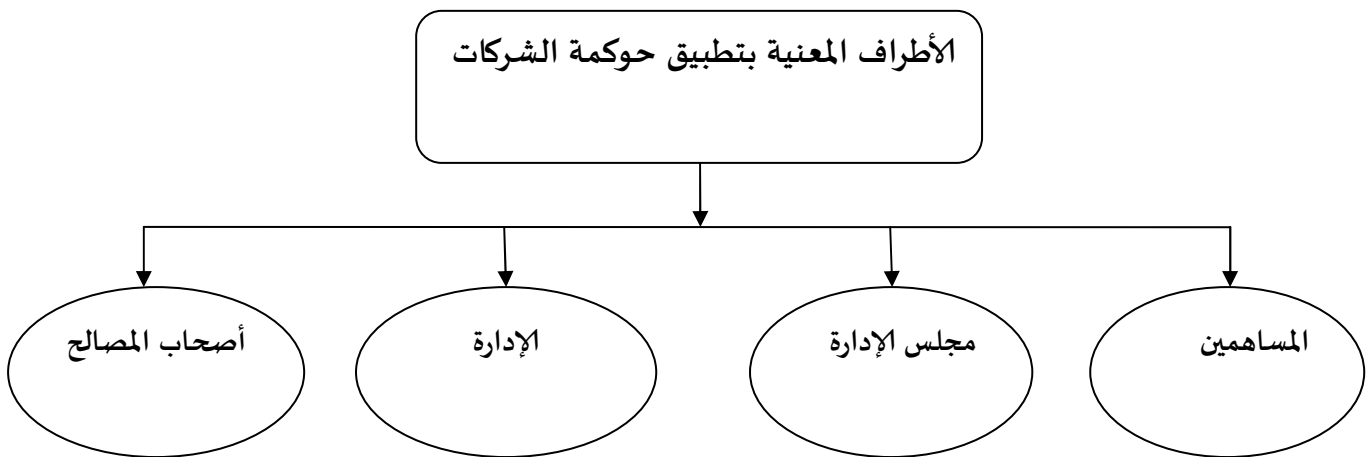 الأطراف المعنية بتطبيق حوكمة الشركات
المساهمين
مجلس الإدارة
الإدارة
أصحاب المصالح